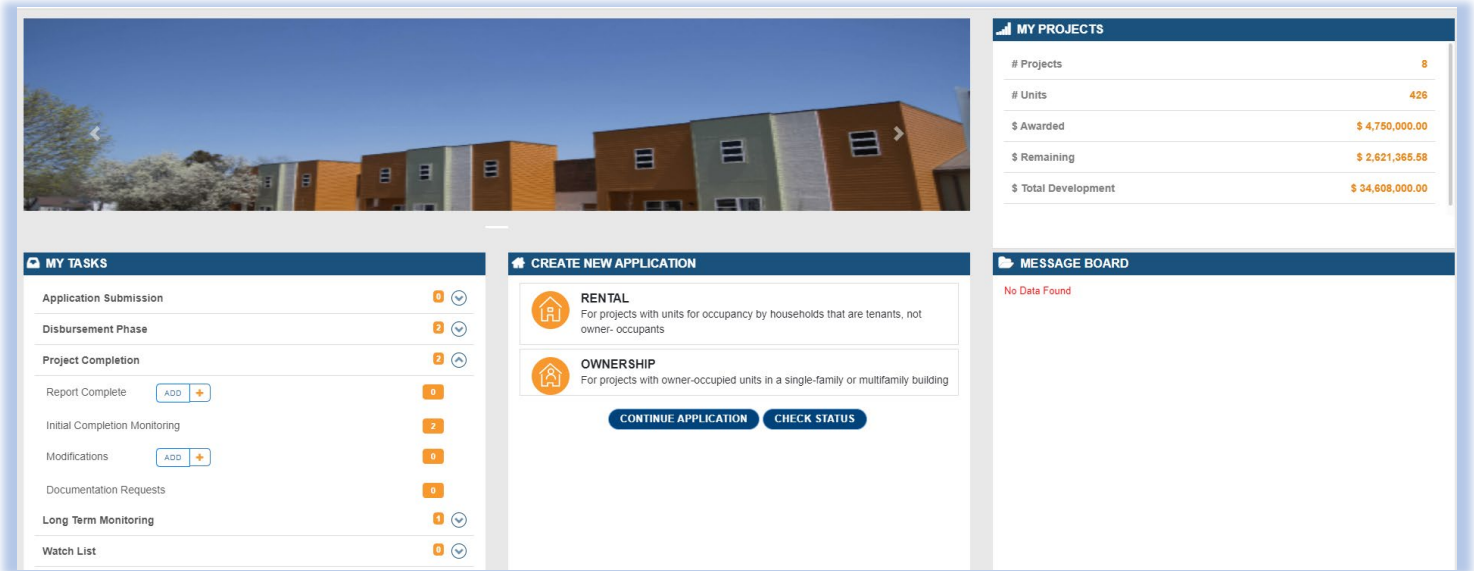 MY PROJECTS
# Projects 8
# Units 426
$ Awarded $ 4,750,000.00
$ Remaining $ 2,621,365.58
$ Total Development $ 34,608,000.00
MY TASKS
Application Submission 0
Disbursement Phase 2
Project Completion 2
Report Complete ADD + 0
Initial Completion Monitoring 2
Modifications ADD + 0
Documentation Requests 0
Long Term Monitoring 1
Watch List 0
CREATE NEW APPLICATION
RENTAL
For projects with units for occupancy by households that are tenants, not
owner- occupants
OWNERSHIP
For projects with owner-occupied units in a single-family or multifamily building
CONTINUE APPLICATION CHECK STATUS
MESSAGE BOARD
No Data Found